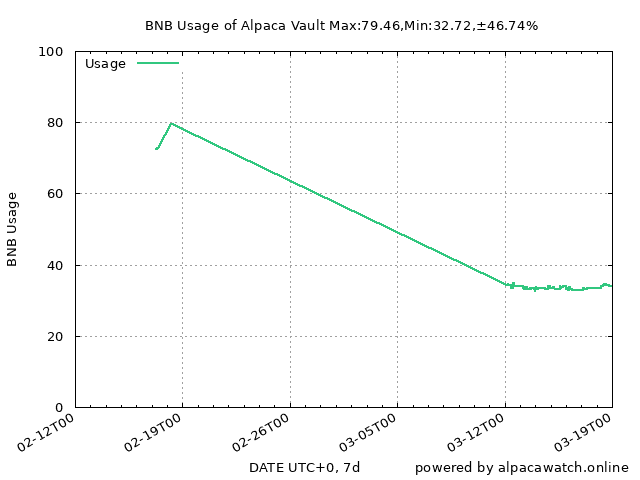 BNB Usage of Alpaca Vault Max:79.46,Min:32.72,±46.74%
100
Usage
80
60
BNB Usage
40
20
0
02-12T00
02-19T00
02-26T00
03-05T00
03-12T00
03-19T00
DATE UTC+0, 7d
powered by alpacawatch.online